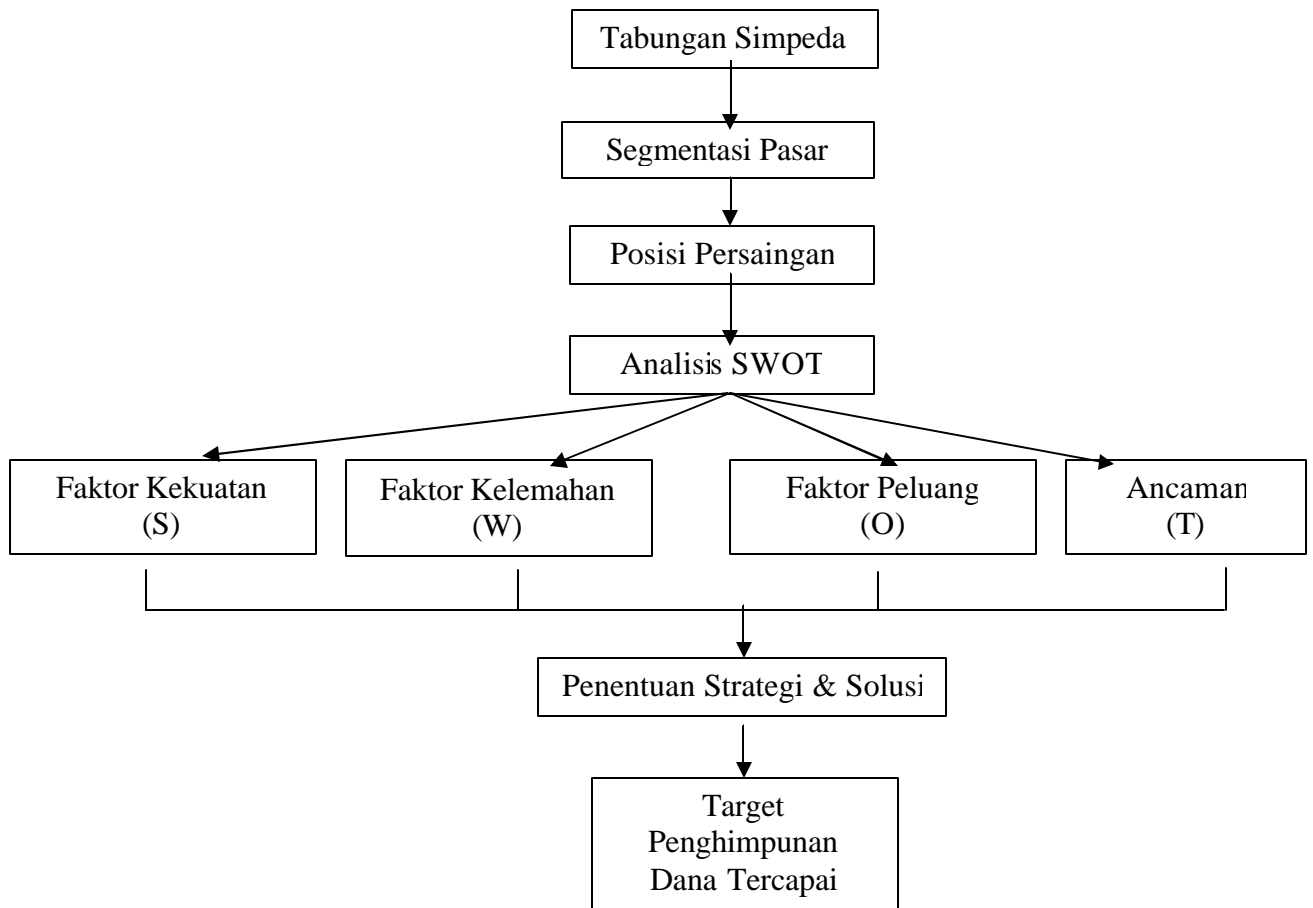 Tabungan Simpeda
Segmentasi Pasar
Posisi Persaingan
Analisis SWOT
Faktor Kekuatan
(S)
Faktor Kelemahan
(W)
Faktor Peluang
(O)
Ancaman
(T)
Penentuan Strategi & Solusi
Target
Penghimpunan
Dana Tercapai